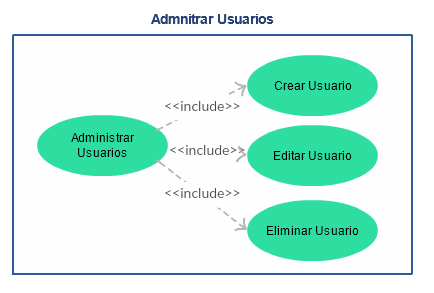 Admnitrar Usuarios
<<include>>
Crear Usuario
Administrar
Usuarios
<<include>>
Editar Usuario
<<include>>
Eliminar Usuario